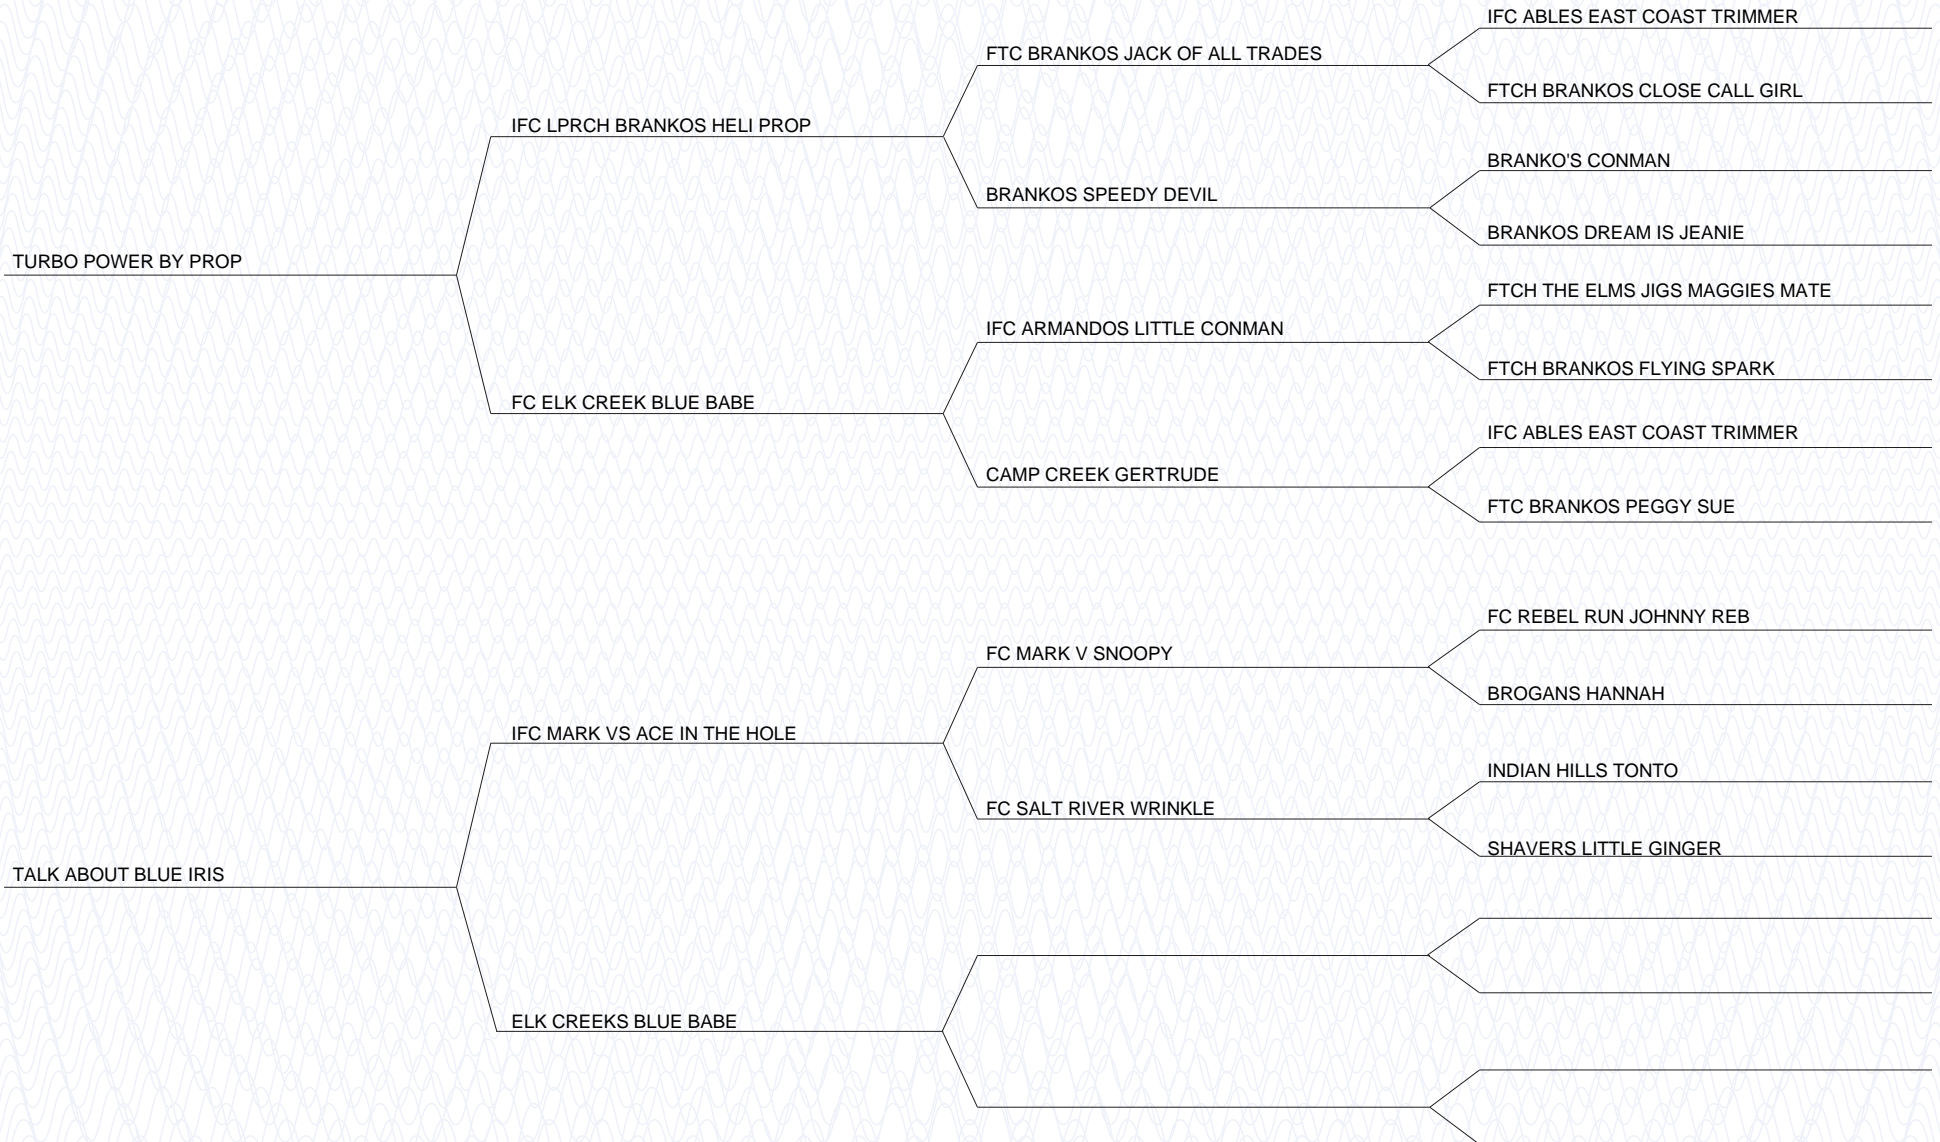 IFC ABLES EAST COAST TRIMMER
FTC BRANKOS JACK OF ALL TRADES
FTCH BRANKOS CLOSE CALL GIRL
IFC LPRCH BRANKOS HELI PROP
BRANKO'S CONMAN
BRANKOS SPEEDY DEVIL
BRANKOS DREAM IS JEANIE
TURBO POWER BY PROP
FTCH THE ELMS JIGS MAGGIES MATE
IFC ARMANDOS LITTLE CONMAN
FTCH BRANKOS FLYING SPARK
FC ELK CREEK BLUE BABE
IFC ABLES EAST COAST TRIMMER
CAMP CREEK GERTRUDE
FTC BRANKOS PEGGY SUE
FC REBEL RUN JOHNNY REB
FC MARK V SNOOPY
BROGANS HANNAH
IFC MARK VS ACE IN THE HOLE
INDIAN HILLS TONTO
FC SALT RIVER WRINKLE
SHAVERS LITTLE GINGER
TALK ABOUT BLUE IRIS
ELK CREEKS BLUE BABE